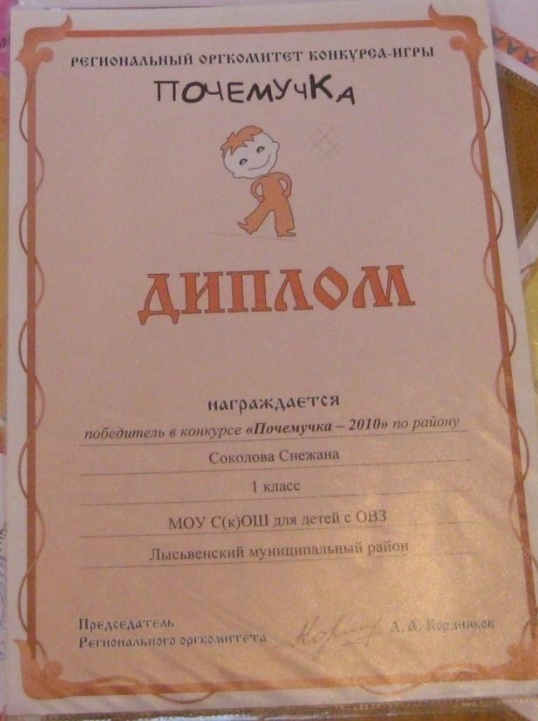 РЕГИОНАЛЬНЫЙ ОРГКОМИТЕТ КОНКУРСА-ИГРЫ
ПОЧЕМУЧКА
ДИПЛОМ
награждается
победитель в конкурсе «Почемучка – 2010» по району
Соколова Снежана
1 класс
МОУ С(к)ОШ для детей с ОВЗ
Лысьвенский муниципальный район
Председатель
Регионального оргкомитета А. А. Корзняков